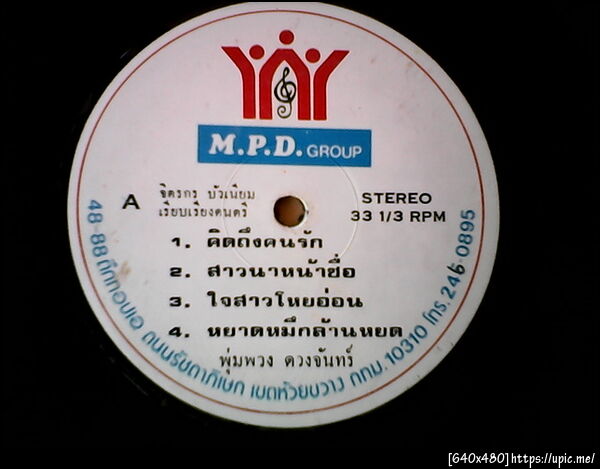 M.P.D. GROUP
A
จิตรกร บัวเนียม
เรียบเรียงดนตรี
STEREO
33 1/3 RPM
1. คิดถึงคนรัก
2. สาวนาหน้าซื่อ
3. ใจสาวโหยอ่อน
4. หยาดหมึกล้านหยด
พุ่มพวง ดวงจันทร์
48-88 ตึกทอปเอ ถนนรัชดาภิเษก เขตห้วยขวาง กทม. 10310 โทร. 246-0895
[640x480]https://upic.me/